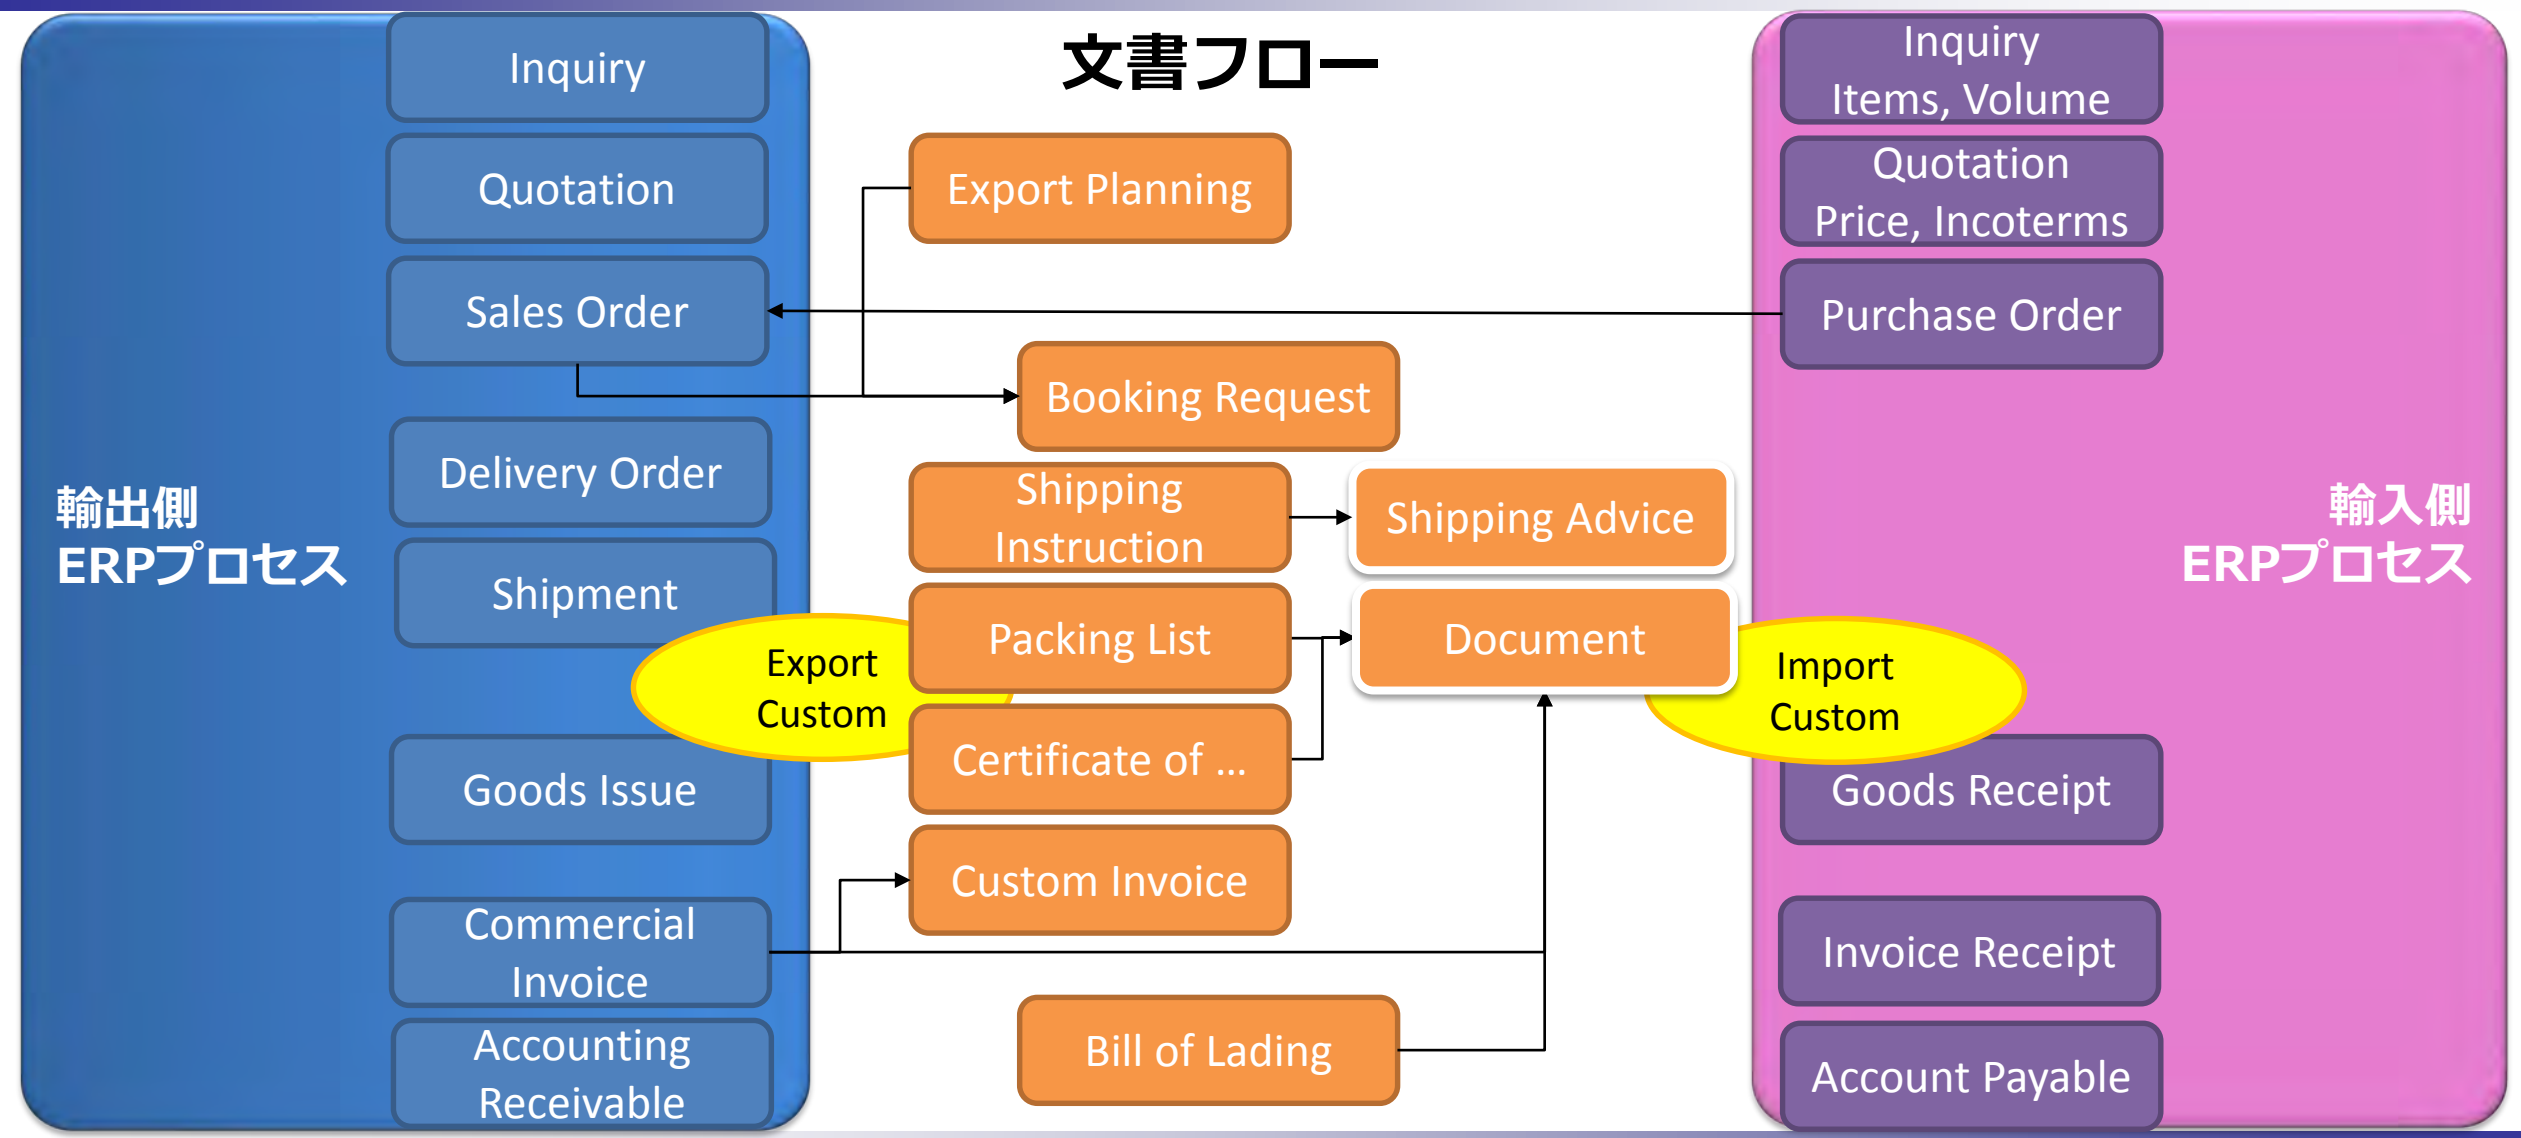 文書フロー
輸出側
ERPプロセス
Inquiry
Quotation
Sales Order
Delivery Order
Shipment
Goods Issue
Commercial
Invoice
Accounting
Receivable
Export
Custom
Export Planning
Booking Request
Shipping
Instruction
Shipping Advice
Packing List
Document
Certificate of ...
Custom Invoice
Bill of Lading
Import
Custom
Inquiry
Items, Volume
Quotation
Price, Incoterms
Purchase Order
Goods Receipt
Invoice Receipt
Account Payable
輸入側
ERPプロセス